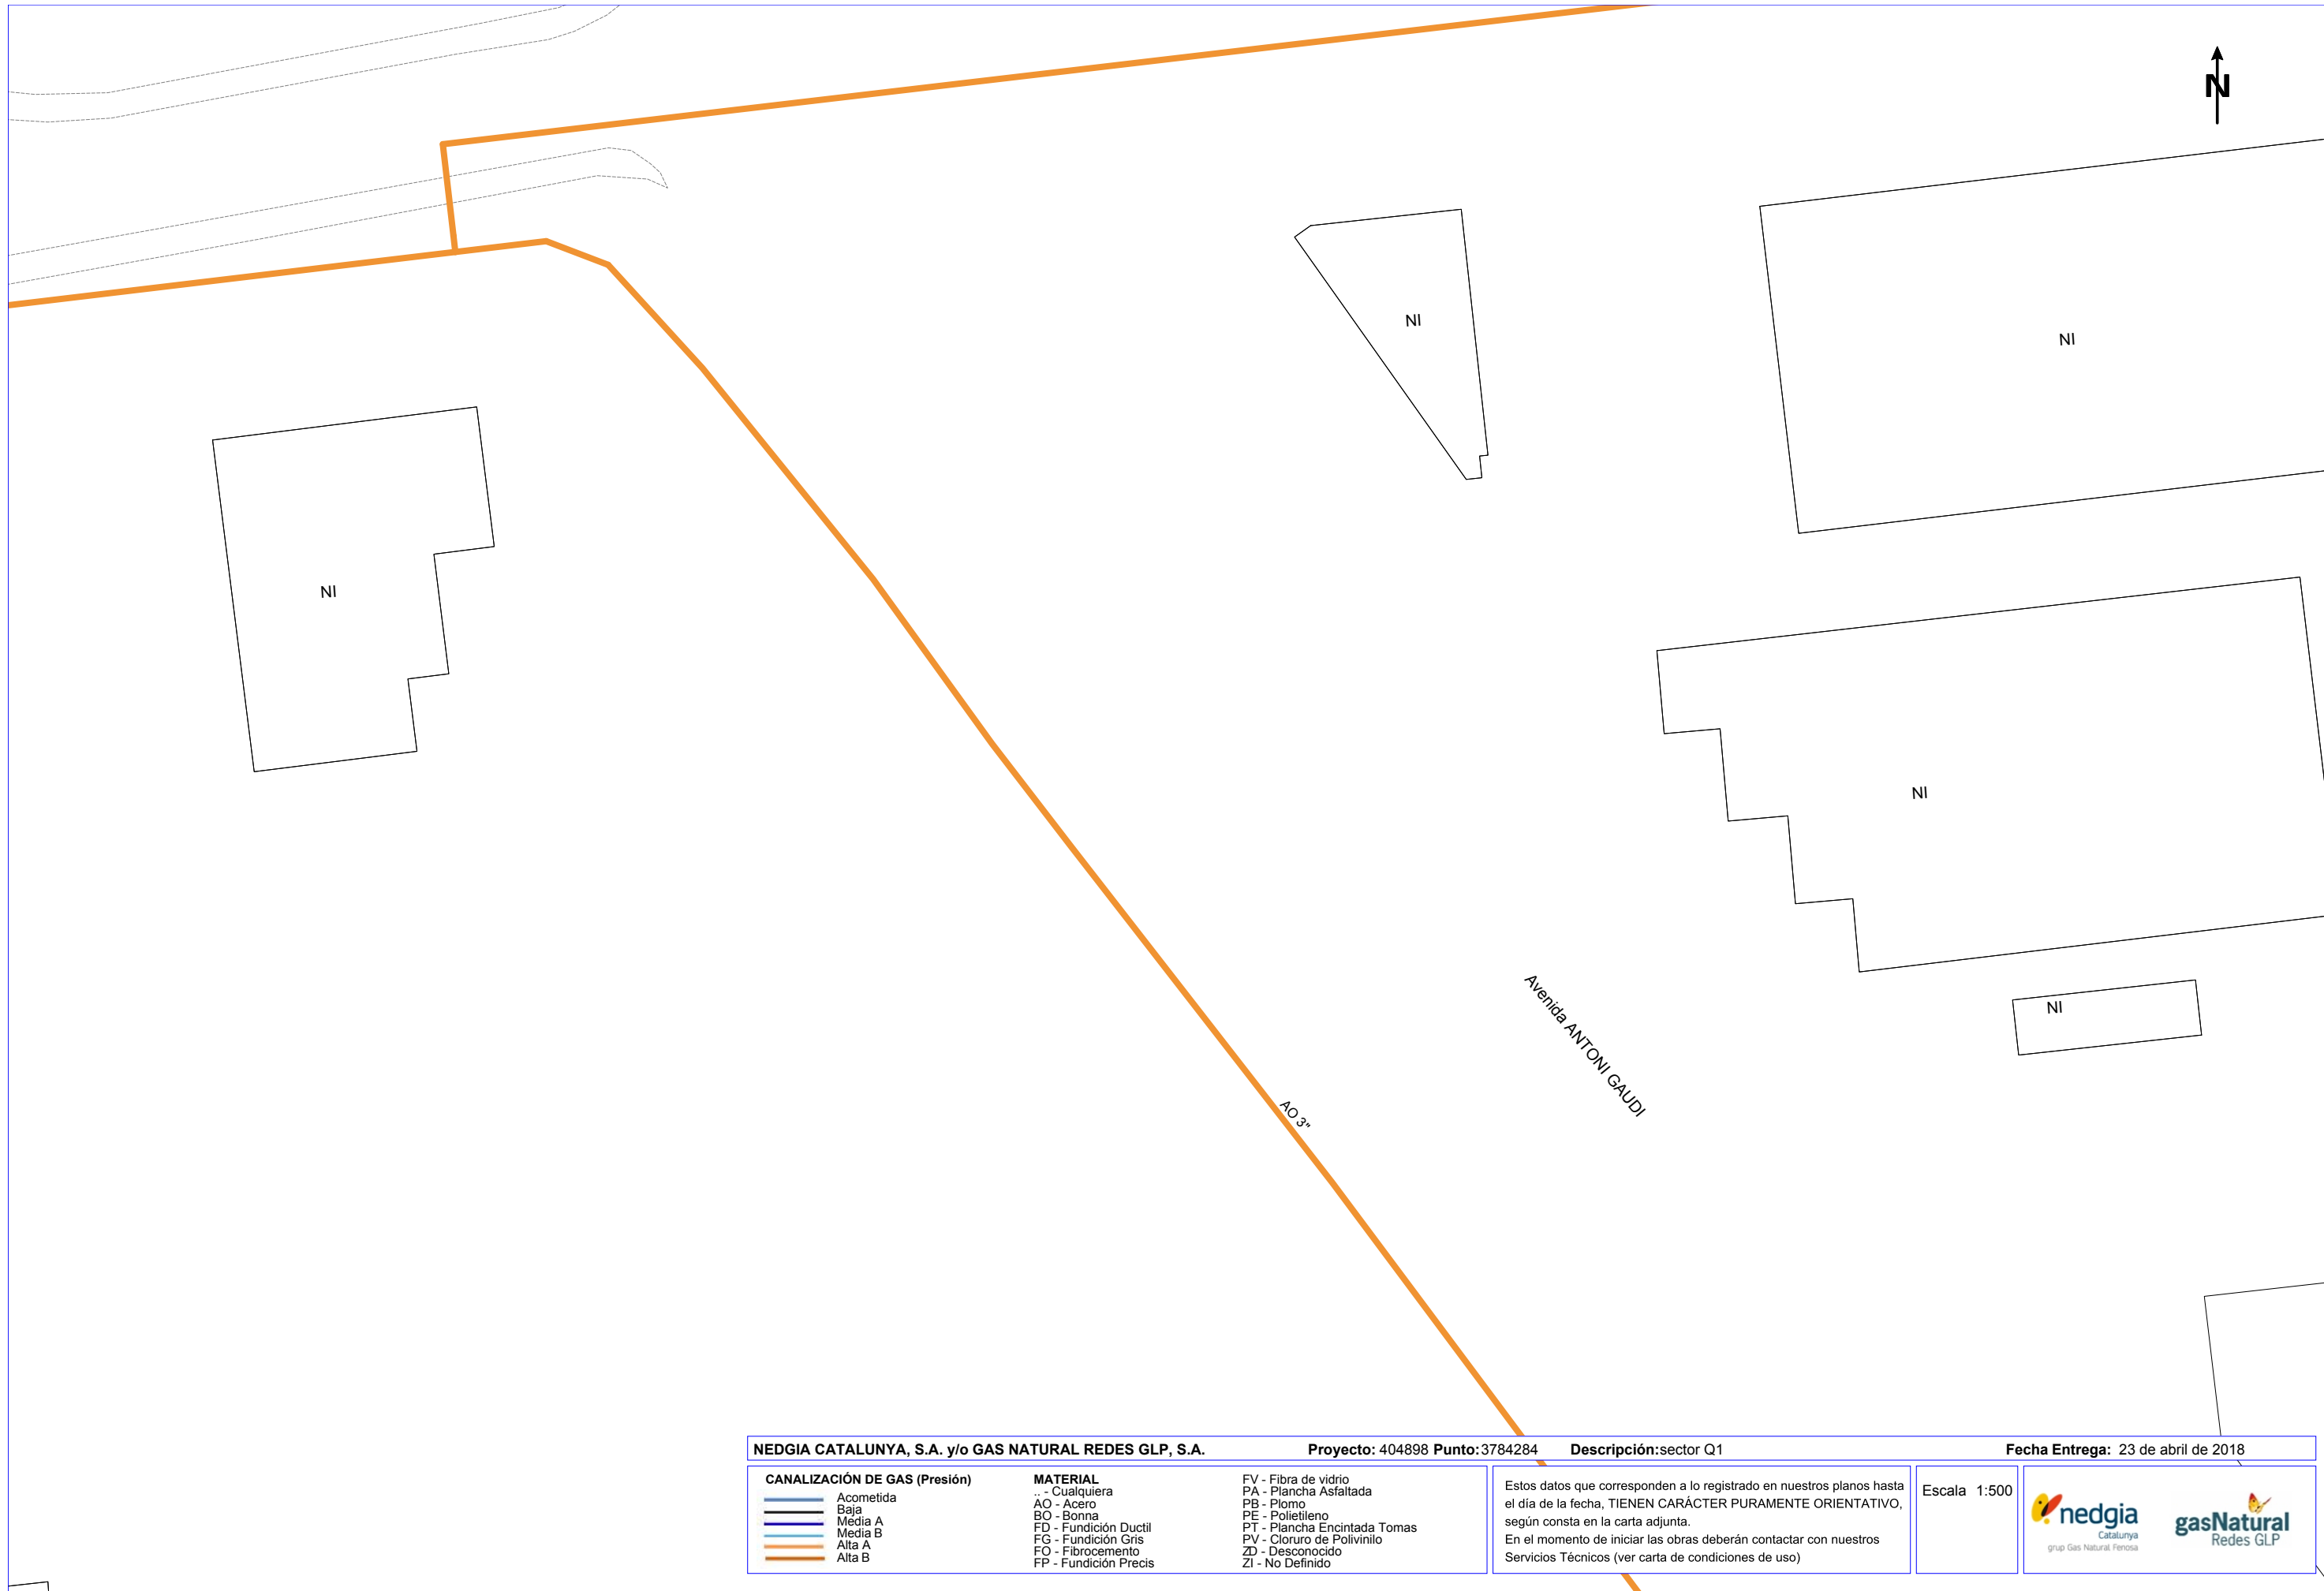 N
NI
NI
NI
NI
NI
Avenida ANTONI GAUDI
AO 3"
NEDGIA CATALUNYA, S.A. y/o GAS NATURAL REDES GLP, S.A. Proyecto: 404898 Punto:3784284 Descripción:sector Q1 Fecha Entrega: 23 de abril de 2018
CANALIZACIÓN DE GAS (Presión)
Acometida
Baja
Media A
Media B
Alta A
Alta B
MATERIAL
.. - Cualquiera
AO - Acero
BO - Bonna
FD - Fundición Ductil
FG - Fundición Gris
FO - Fibrocemento
FP - Fundición Precis
FV - Fibra de vidrio
PA - Plancha Asfaltada
PB - Plomo
PE - Polietileno
PT - Plancha Encintada Tomas
PV - Cloruro de Polivinilo
ZD - Desconocido
ZI - No Definido
Estos datos que corresponden a lo registrado en nuestros planos hasta
el día de la fecha, TIENEN CARÁCTER PURAMENTE ORIENTATIVO,
según consta en la carta adjunta.
En el momento de iniciar las obras deberán contactar con nuestros
Servicios Técnicos (ver carta de condiciones de uso)
Escala 1:500
nedgia
Catalunya
grup Gas Natural Fenosa
gasNatural
Redes GLP